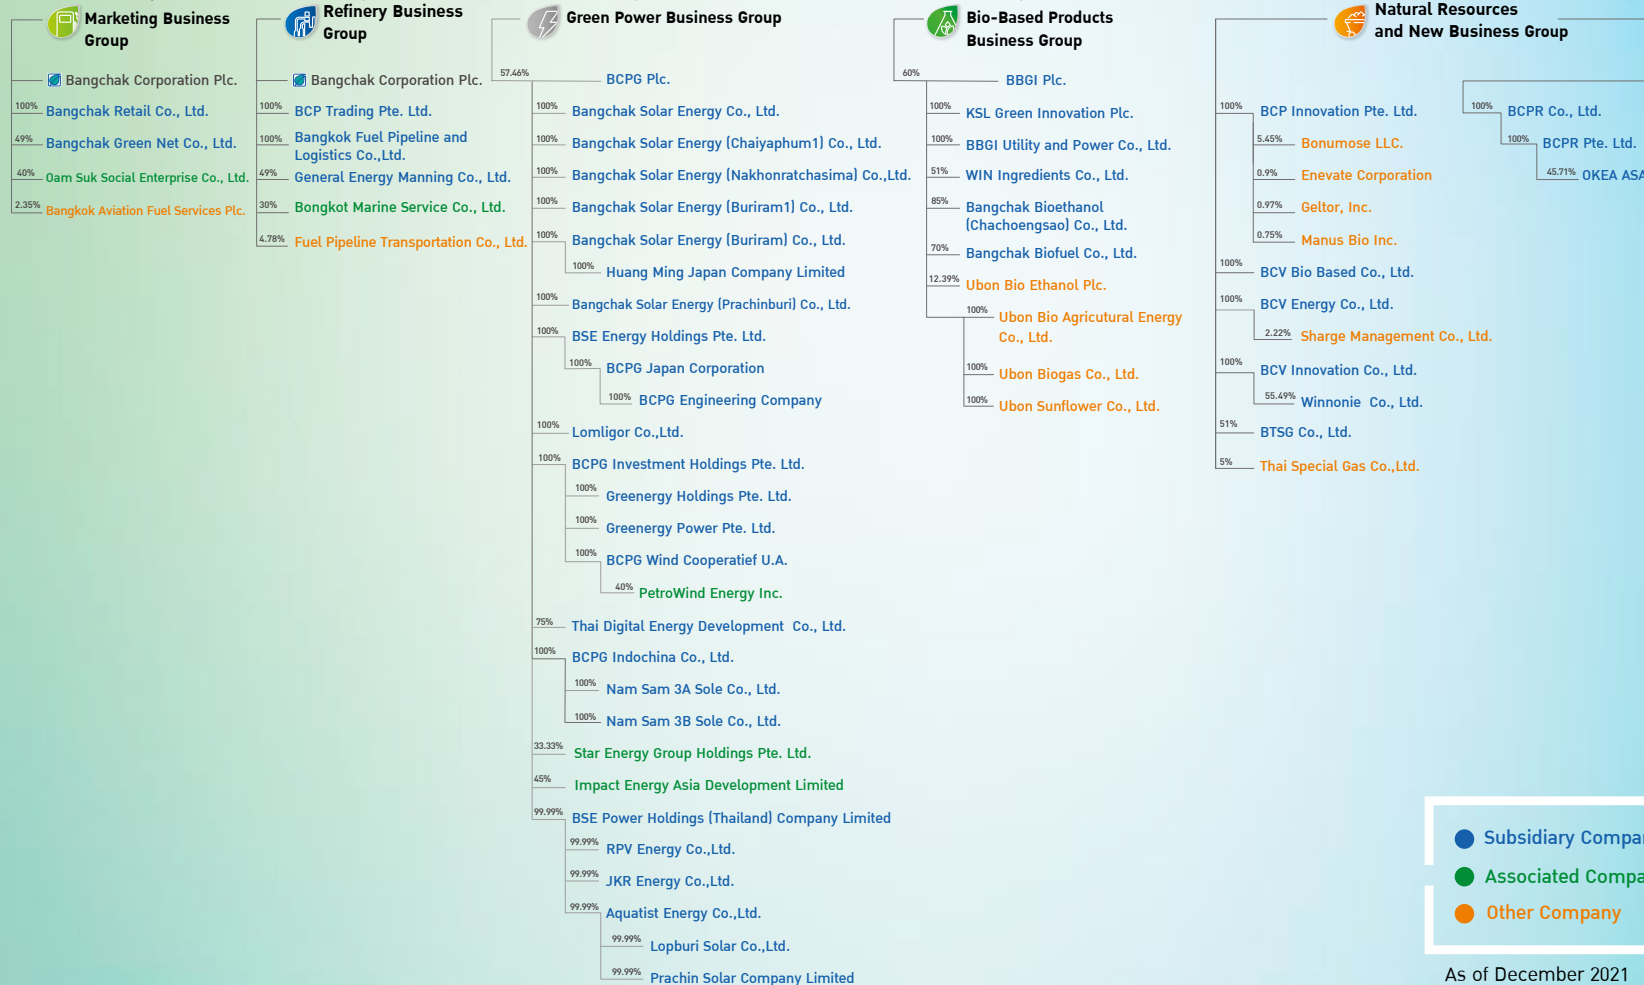 Marketing Business
Group
Bangchak Corporation Plc.
100% Bangchak Retail Co., Ltd.
49% Bangchak Green Net Co., Ltd.
40% Oam Suk Social Enterprise Co., Ltd.
2.35% Bangkok Aviation Fuel Services Plc.
Refinery Business
Group
Bangchak Corporation Plc.
100% BCP Trading Pte. Ltd.
100% Bangkok Fuel Pipeline and
Logistics Co.,Ltd.
49% General Energy Manning Co., Ltd.
30% Bongkot Marine Service Co., Ltd.
4.78% Fuel Pipeline Transportation Co., Ltd.
Green Power Business Group
57.46% BCPG Plc.
100% Bangchak Solar Energy Co., Ltd.
100% Bangchak Solar Energy (Chaiyaphum1) Co., Ltd.
100% Bangchak Solar Energy (Nakhonratchasima) Co.,Ltd.
100% Bangchak Solar Energy (Buriram1) Co., Ltd.
100% Bangchak Solar Energy (Buriram) Co., Ltd.
100% Huang Ming Japan Company Limited
100% Bangchak Solar Energy (Prachinburi) Co., Ltd.
100% BSE Energy Holdings Pte. Ltd.
100% BCPG Japan Corporation
100% BCPG Engineering Company
100% Lomligor Co.,Ltd.
100% BCPG Investment Holdings Pte. Ltd.
100% Greenergy Holdings Pte. Ltd.
100% Greenergy Power Pte. Ltd.
100% BCPG Wind Cooperatief U.A.
40% PetroWind Energy Inc.
75% Thai Digital Energy Development Co., Ltd.
100% BCPG Indochina Co., Ltd.
100% Nam Sam 3A Sole Co., Ltd.
100% Nam Sam 3B Sole Co., Ltd.
33.33% Star Energy Group Holdings Pte. Ltd.
45% Impact Energy Asia Development Limited
99.99% BSE Power Holdings (Thailand) Company Limited
99.99% RPV Energy Co.,Ltd.
99.99% JKR Energy Co.,Ltd.
99.99% Aquatist Energy Co.,Ltd.
99.99% Lopburi Solar Co.,Ltd.
99.99% Prachin Solar Company Limited
Bio-Based Products
Business Group
60% BBGI Plc.
100% KSL Green Innovation Plc.
100% BBGI Utility and Power Co., Ltd.
51% WIN Ingredients Co., Ltd.
85% Bangchak Bioethanol
(Chachoengsao) Co., Ltd.
70% Bangchak Biofuel Co., Ltd.
12.39% Ubon Bio Ethanol Plc.
100% Ubon Bio Agricutural Energy
Co., Ltd.
100% Ubon Biogas Co., Ltd.
100% Ubon Sunflower Co., Ltd.
Natural Resources
and New Business Group
100% BCP Innovation Pte. Ltd.
5.45% Bonumose LLC.
0.9% Enevate Corporation
0.97% Geltor, Inc.
0.75% Manus Bio Inc.
100% BCV Bio Based Co., Ltd.
100% BCV Energy Co., Ltd.
2.22% Sharge Management Co., Ltd.
100% BCV Innovation Co., Ltd.
55.49% Winnonie Co., Ltd.
51% BTSG Co., Ltd.
5% Thai Special Gas Co.,Ltd.
100% BCPR Co., Ltd.
100% BCPR Pte. Ltd.
45.71% OKEA ASA
Subsidiary Compa
Associated Compa
Other Company
As of December 2021